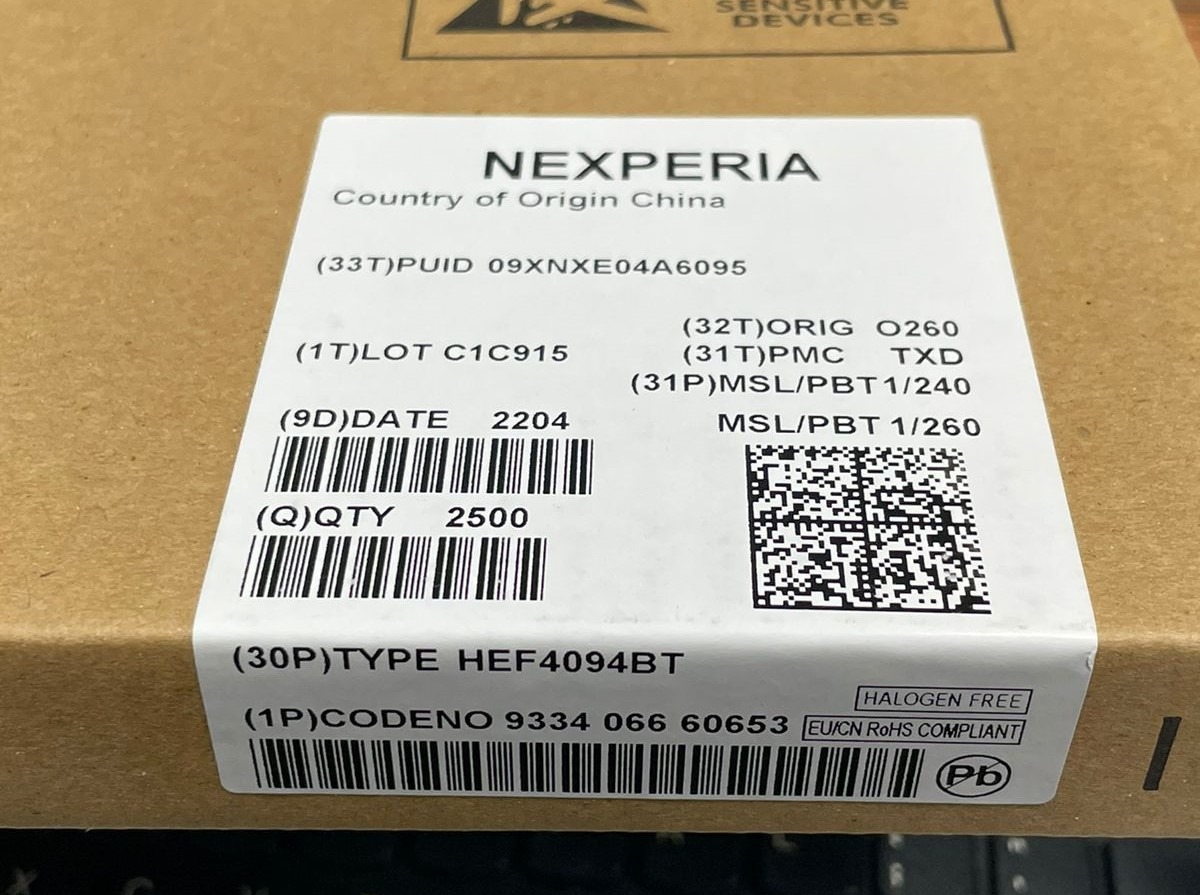 SENSITIVE
DEVICES
NEXPERIA
Country of Origin China
(33T)PUID 09XNXE04A6095
(32T)ORIG O260
(1T)LOT C1C915
(31T)PMC TXD
(31P)MSL/PBT 1/240
(9D)DATE 2204
MSL/PBT 1/260
(Q)QTY 2500
(30P)TYPE HEF4094BT
HALOGEN FREE
(1P)CODENO 9334 066 60653
EU/CN RoHS COMPLIANT
Pb